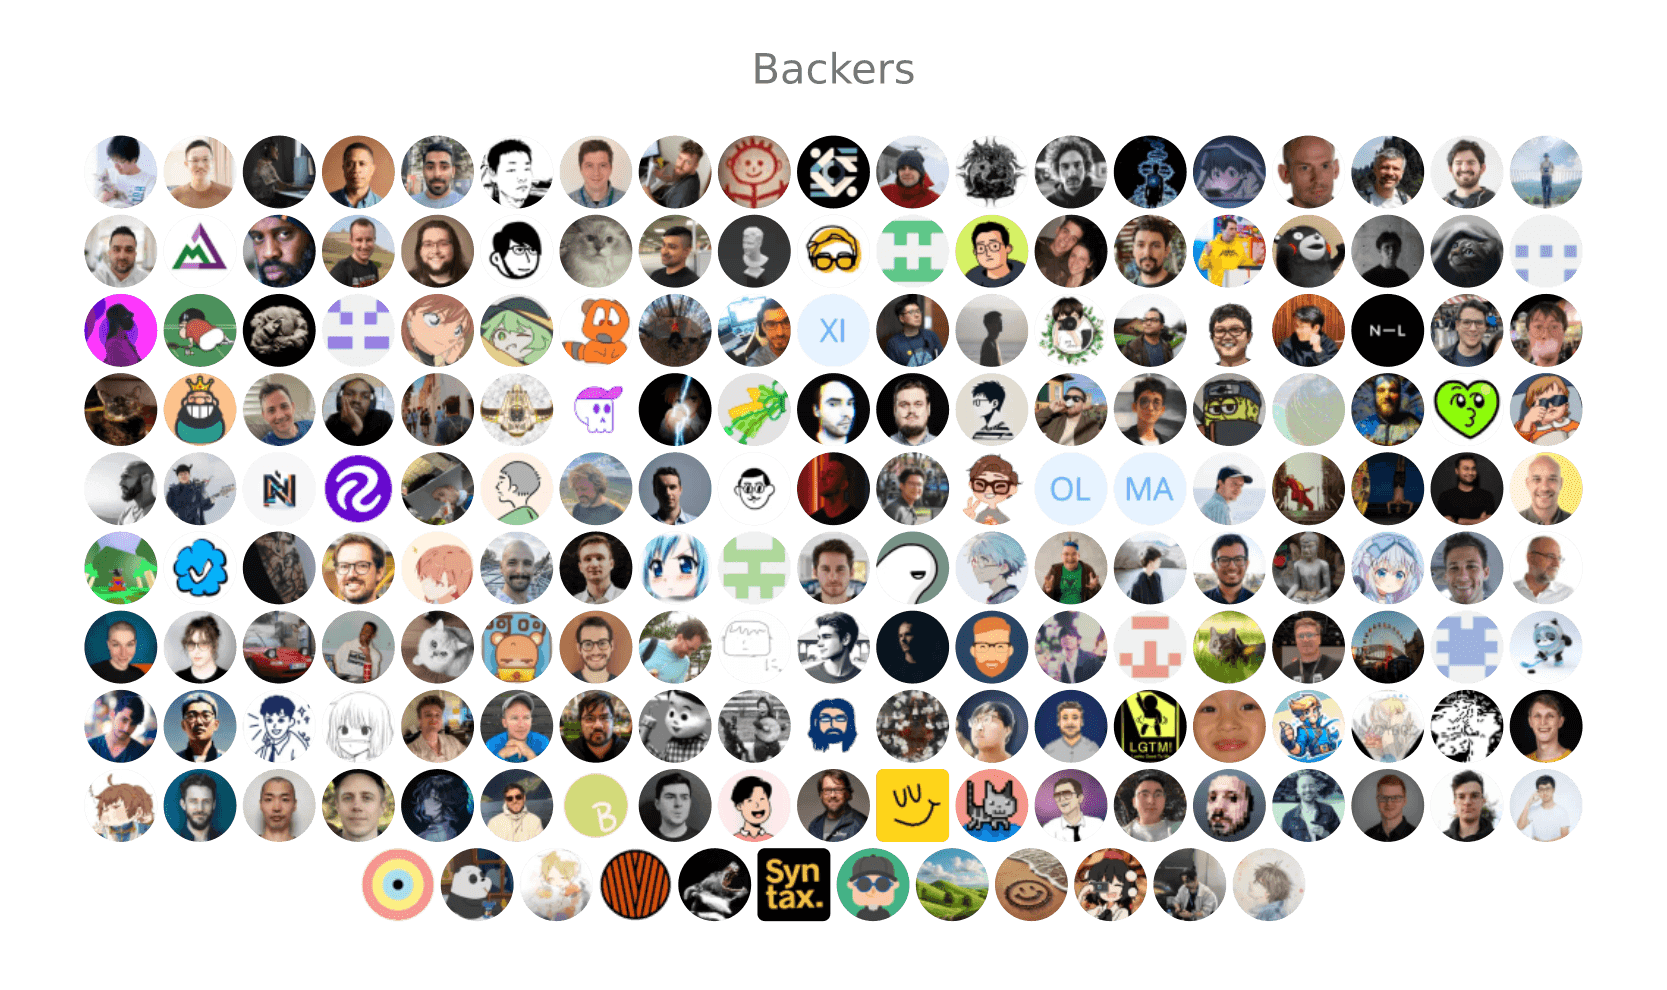 Backers
XI
N—L
OL
MA
LGTM!
B
Syn
tax.